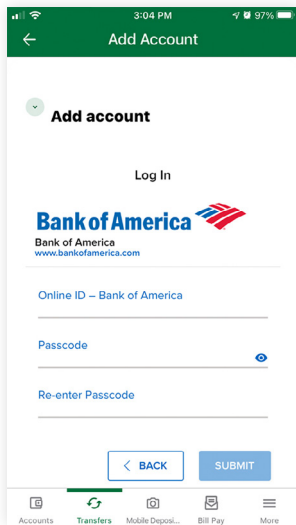 3:04 PM
97%
Add Account
Add account
Log In
Bank of America
Bank of America
www.bankofamerica.com
Online ID – Bank of America
Passcode
Re-enter Passcode
BACK
SUBMIT
Accounts
Transfers
Mobile Deposi...
Bill Pay
More